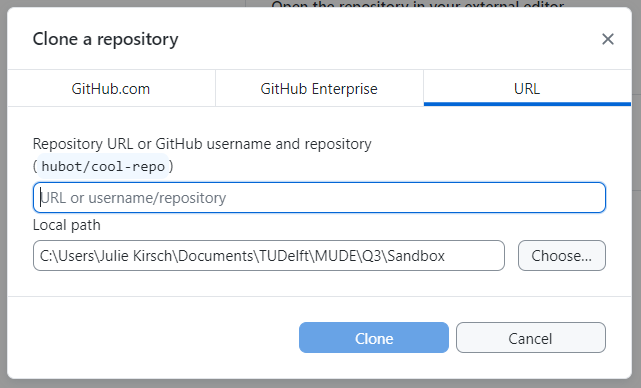 Open the repository in your external editor
Clone a repository
GitHub.com
GitHub Enterprise
URL
Repository URL or GitHub username and repository
(hubot/cool-repo)
URL or username/repository
Local path
C:\Users\Julie Kirsch\Documents\TUDelft\MUDE\Q3\Sandbox
Choose...
Clone
Cancel